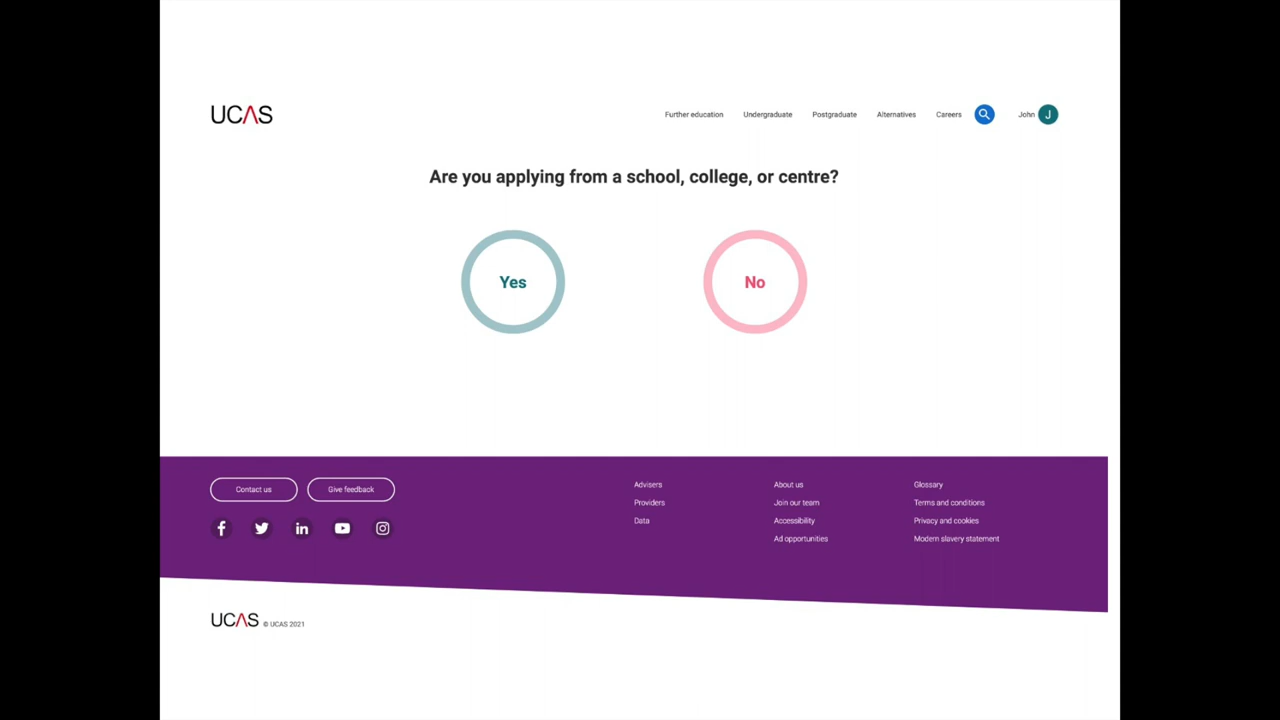 UCAS
Further education Undergraduate Postgraduate Alternatives Careers John J
Are you applying from a school, college, or centre?
Yes No
Contact us Give feedback
Advisers
Providers
Data
About us
Join our team
Accessibility
Ad opportunities
Glossary
Terms and conditions
Privacy and cookies
Modern slavery statement
UCAS © UCAS 2021